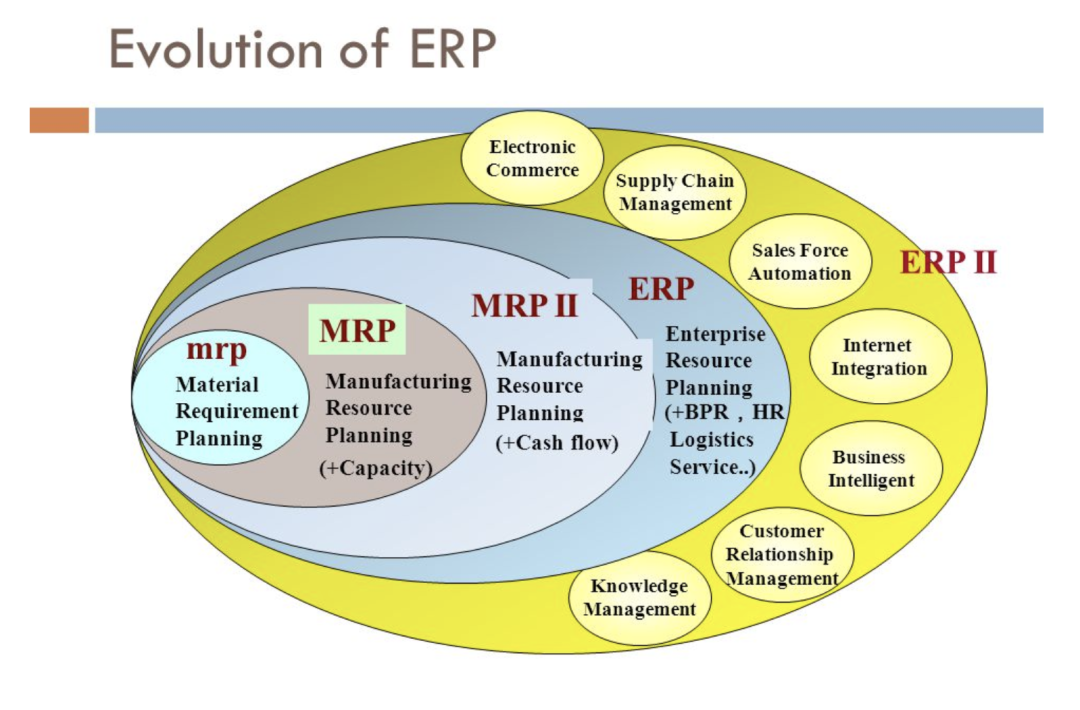 Evolution of ERP
Electronic
Commerce
Supply Chain
Management
Sales Force
Automation
ERP II
Internet
Integration
Business
Intelligent
Customer
Relationship
Management
Knowledge
Management
mrp
Material
Requirement
Planning
MRP
Manufacturing
Resource
Planning
(+Capacity)
MRP II
Manufacturing
Resource
Planning
(+Cash flow)
ERP
Enterprise
Resource
Planning
(+BPR , HR
Logistics
Service..)